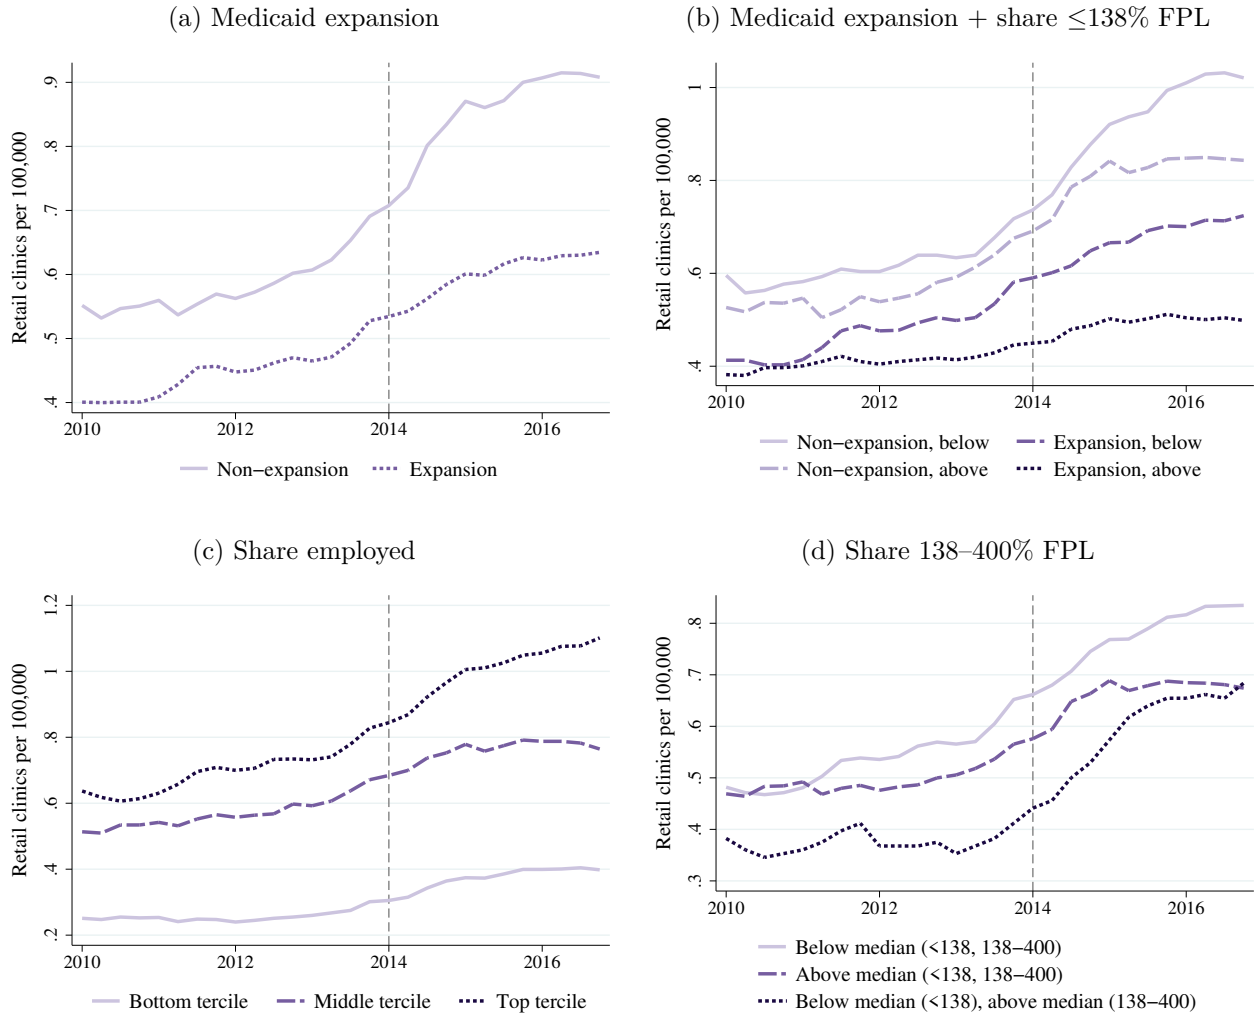 (a) Medicaid expansion
Retail clinics per 100,000
.9
.8
.7
.6
.5
.4
2010 2012 2014 2016
Non−expansion Expansion
(b) Medicaid expansion + share ≤138% FPL
Retail clinics per 100,000
1
.8
.6
.4
2010 2012 2014 2016
Non−expansion, below Expansion, below
Non−expansion, above Expansion, above
(c) Share employed
Retail clinics per 100,000
1.2
1
.8
.6
.4
.2
2010 2012 2014 2016
Bottom tercile Middle tercile Top tercile
(d) Share 138–400% FPL
Retail clinics per 100,000
.8
.7
.6
.5
.4
.3
2010 2012 2014 2016
Below median (<138, 138−400)
Above median (<138, 138−400)
Below median (<138), above median (138−400)